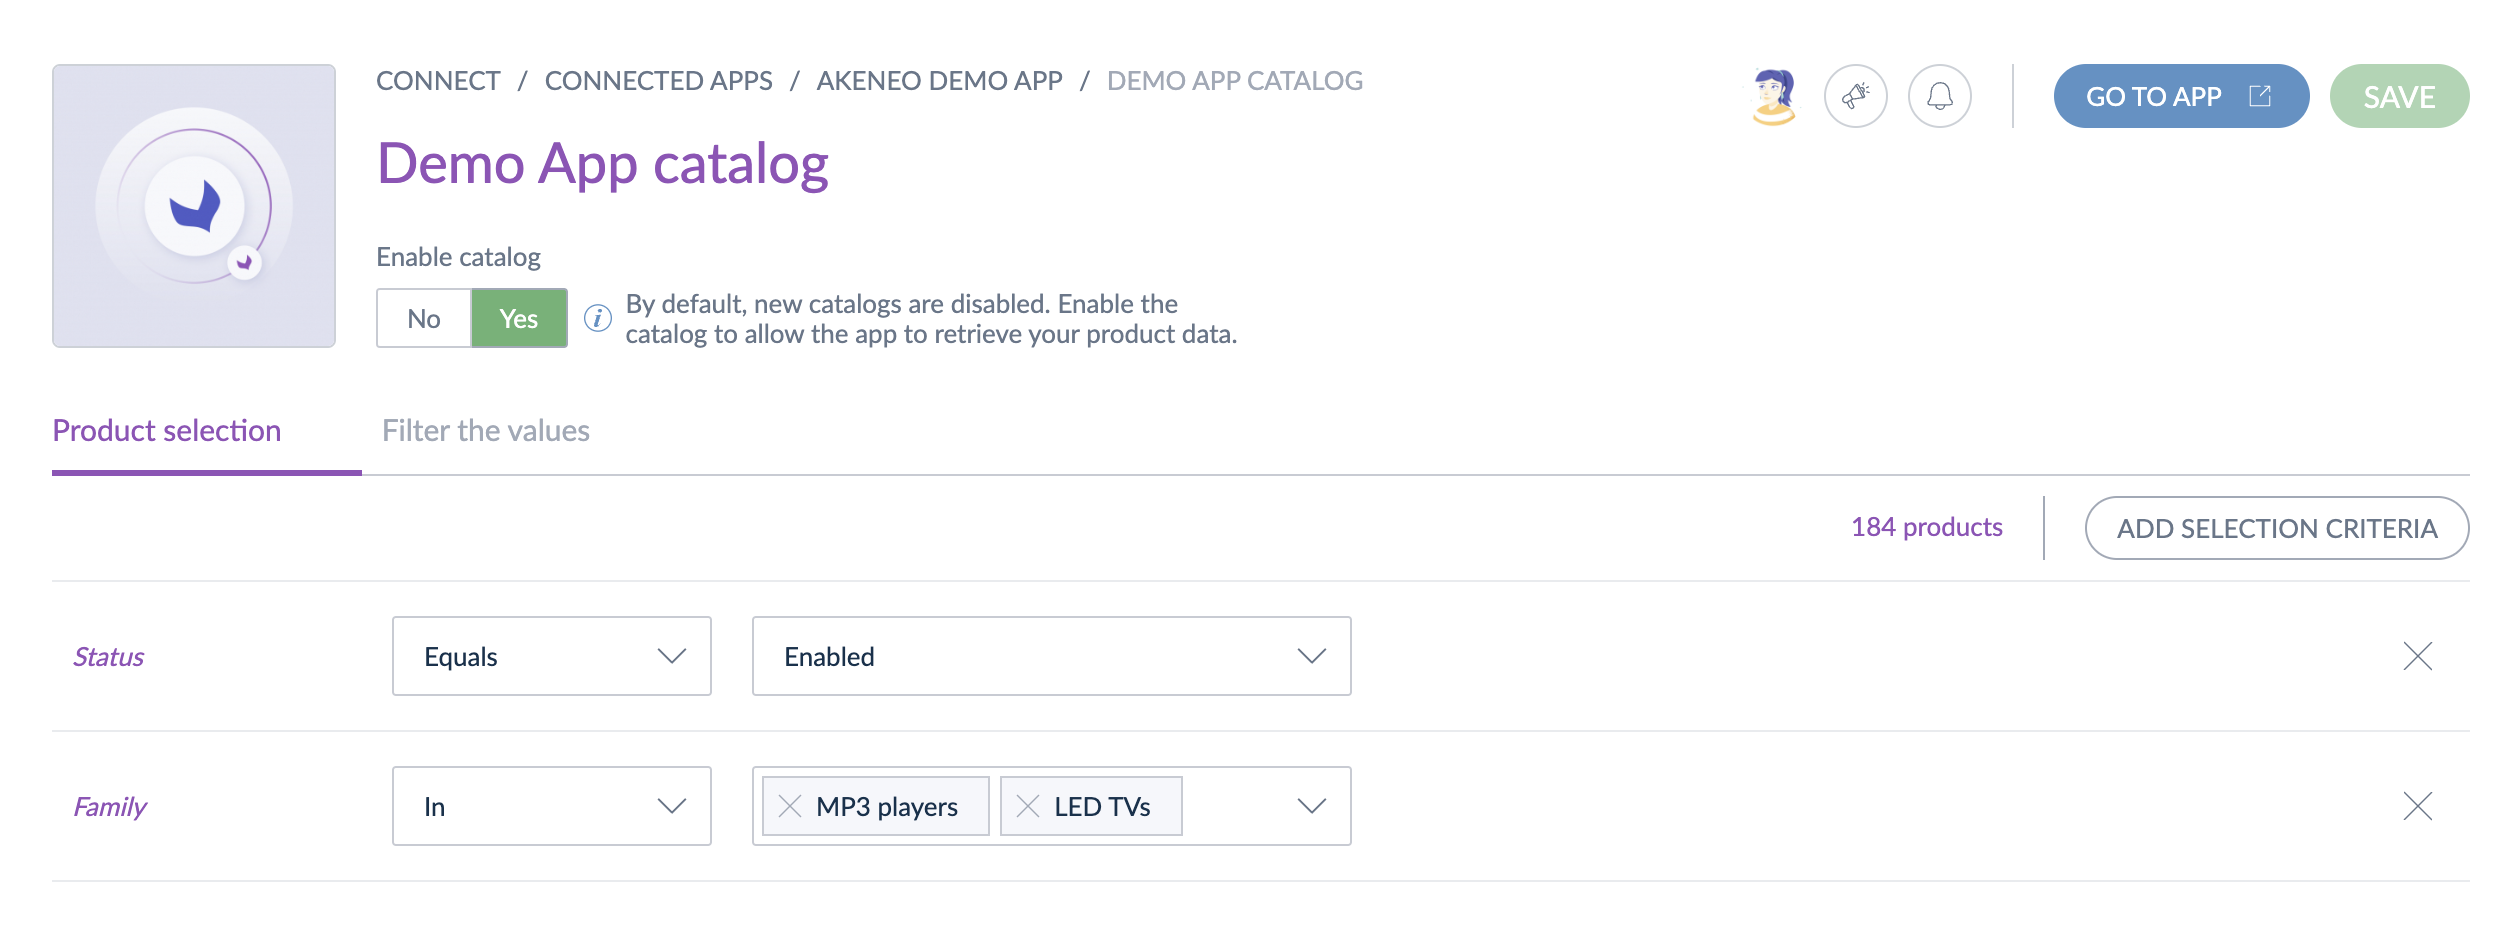 CONNECT / CONNECTED APPS / AKENEO DEMO APP / DEMO APP CATALOG
GO TO APP
SAVE
Demo App catalog
Enable catalog
No
Yes
i
By default, new catalogs are disabled. Enable the
catalog to allow the app to retrieve your product data.
Product selection
Filter the values
184 products
ADD SELECTION CRITERIA
Status
Equals
Enabled
Family
In
MP3 players
LED TVs